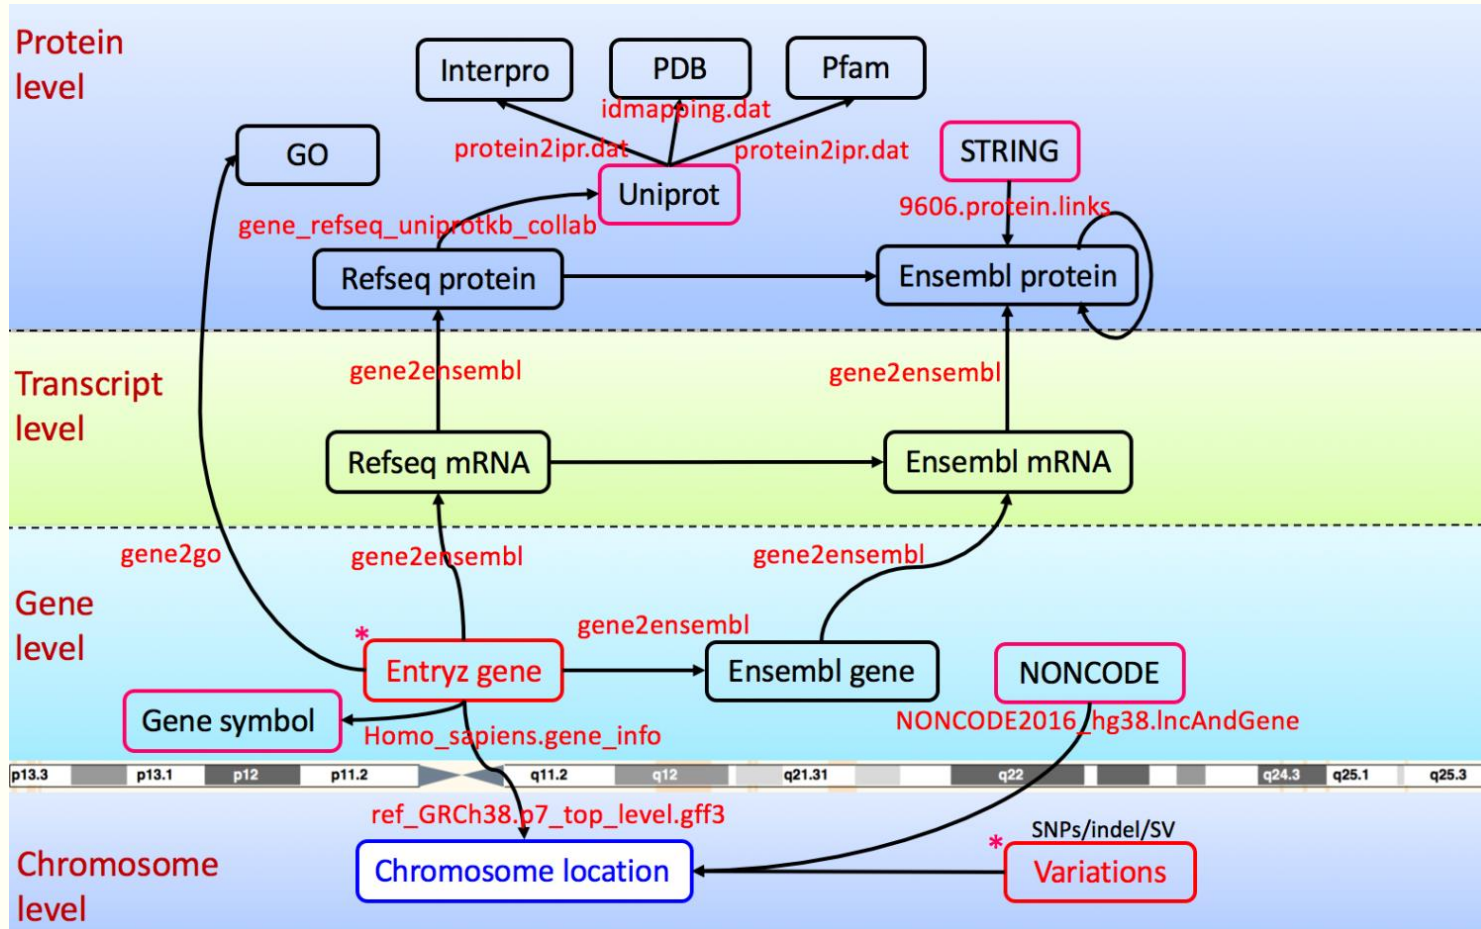 Protein
level
Interpro
PDB
Pfam
idmapping.dat
protein2ipr.dat
protein2ipr.dat
GO
STRING
Uniprot
9606.protein.links
gene_refseq_uniprotkb_collab
Refseq protein
Ensembl protein
Transcript
level
gene2ensembl
gene2ensembl
Refseq mRNA
Ensembl mRNA
gene2go
gene2ensembl
gene2ensembl
Gene
level
gene2ensembl
*
Entryz gene
Ensembl gene
NONCODE
Gene symbol
Homo_sapiens.gene_info
NONCODE2016_hg38.lncAndGene
p13.3 p13.1 p12 p11.2 q11.2 q12 q21.31 q22 q24.3 q25.1 q25.3
ref_GRCh38.p7_top_level.gff3
SNPs/indel/SV
*
Chromosome
level
Chromosome location
Variations